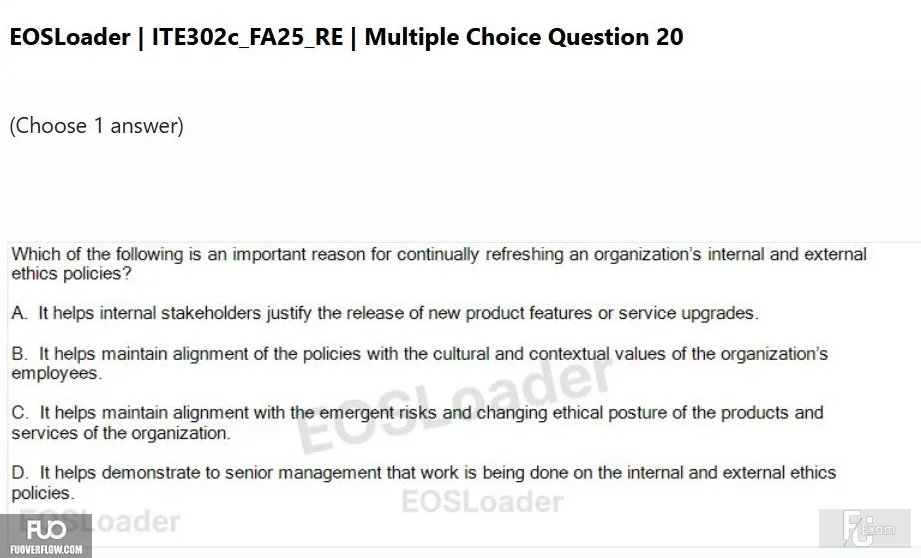 EOSLoader | ITE302c_FA25_RE | Multiple Choice Question 20
(Choose 1 answer)
Which of the following is an important reason for continually refreshing an organization's internal and external
ethics policies?
A. It helps internal stakeholders justify the release of new product features or service upgrades.
B. It helps maintain alignment of the policies with the cultural and contextual values of the organization's
employees.
C. It helps maintain alignment with the emergent risks and changing ethical posture of the products and
services of the organization.
EOSLoader
D. It helps demonstrate to senior management that work is being done on the internal and external ethics
policies.
EOSLoader
EOSLoader
FUO
FUOVERFLOW.COM
Exam